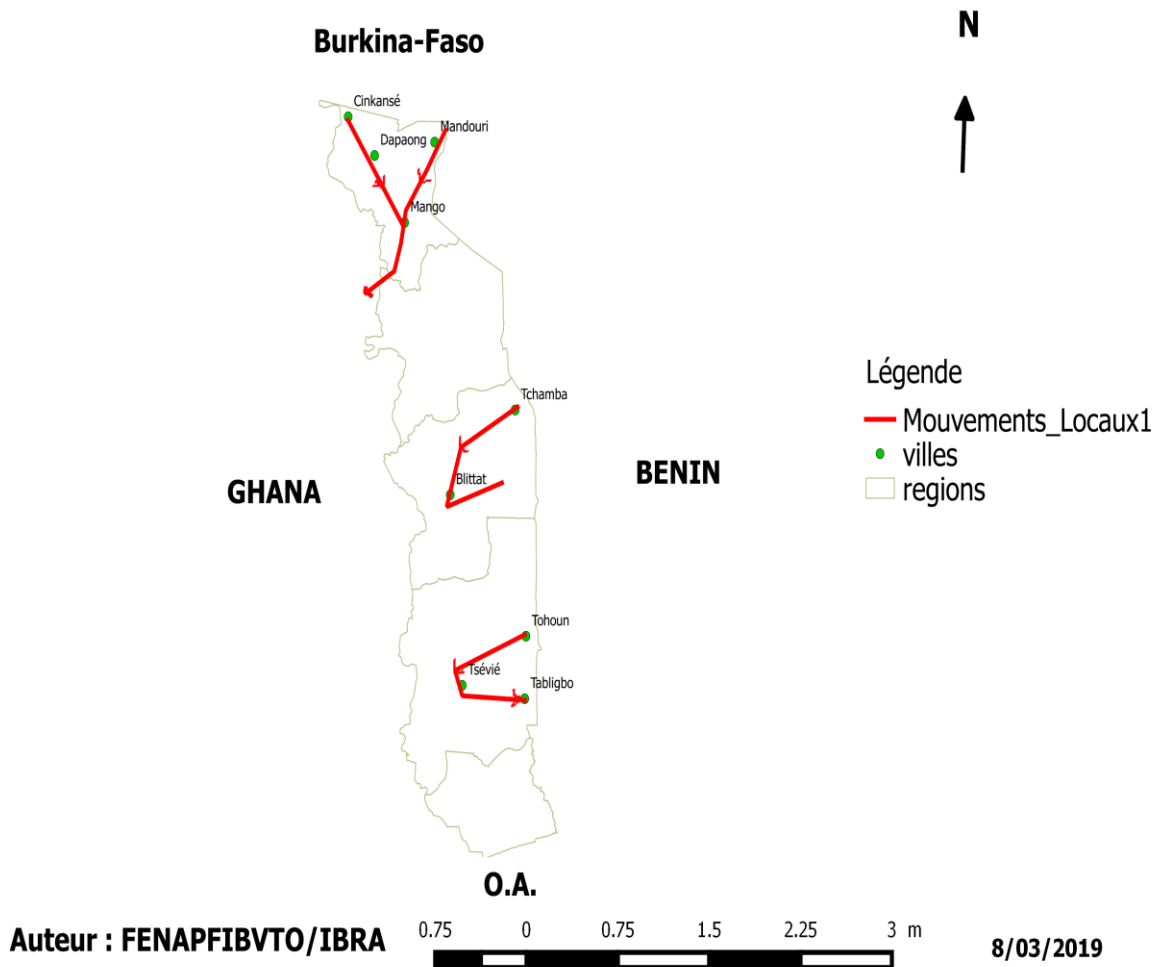 N
Burkina-Faso
Cinkansé
Mandouri
Dapaong
Mango
Légende
Tchamba
Mouvements_Locaux1
villes
BENIN
GHANA
Blittat
regions
Tohoun
Tsévié
Tabligbo
O.A.
Auteur : FENAPFIBVTO/IBRA
0.75 0 0.75 1.5 2.25 3 m
8/03/2019